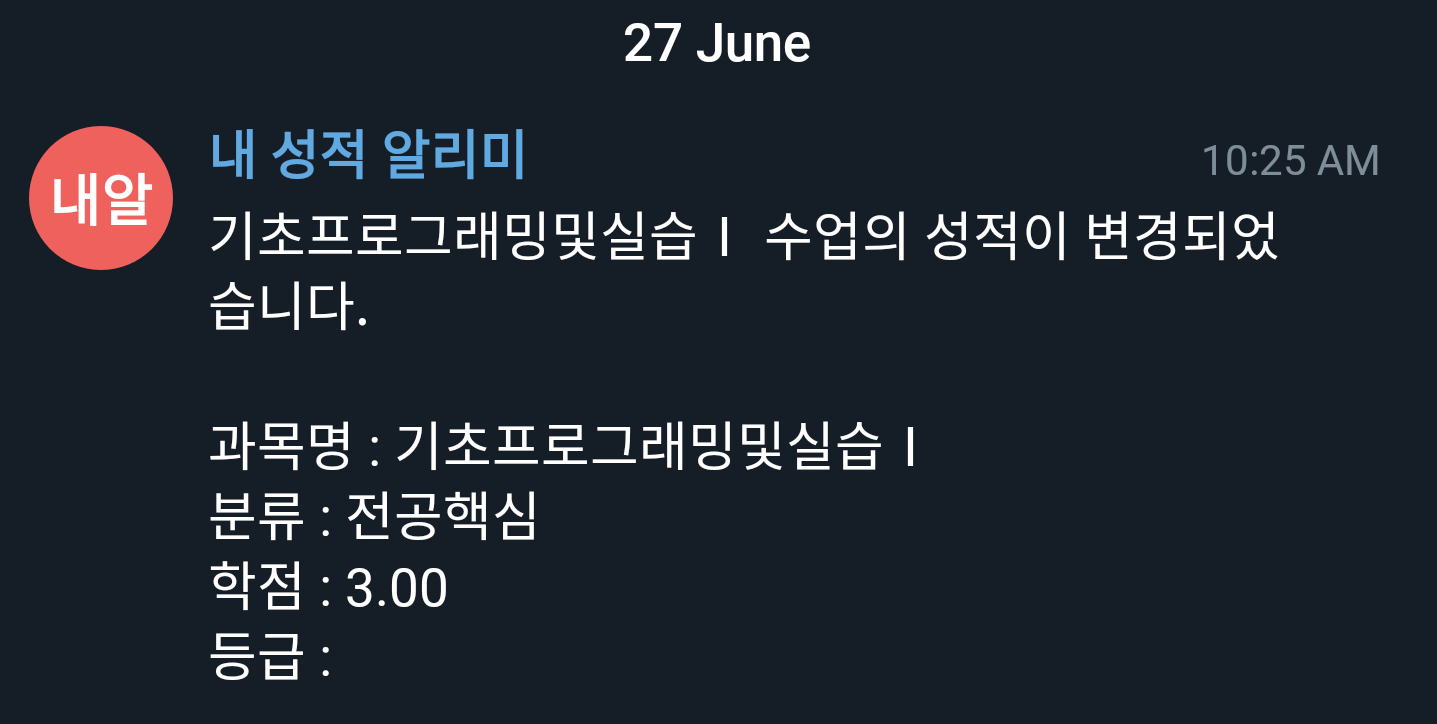 27 June
내알
내 성적 알리미
10:25 AM
기초프로그래밍및실습 Ⅰ 수업의 성적이 변경되었
습니다.
과목명 : 기초프로그래밍및실습 Ⅰ
분류 : 전공핵심
학점 : 3.00
등급 :